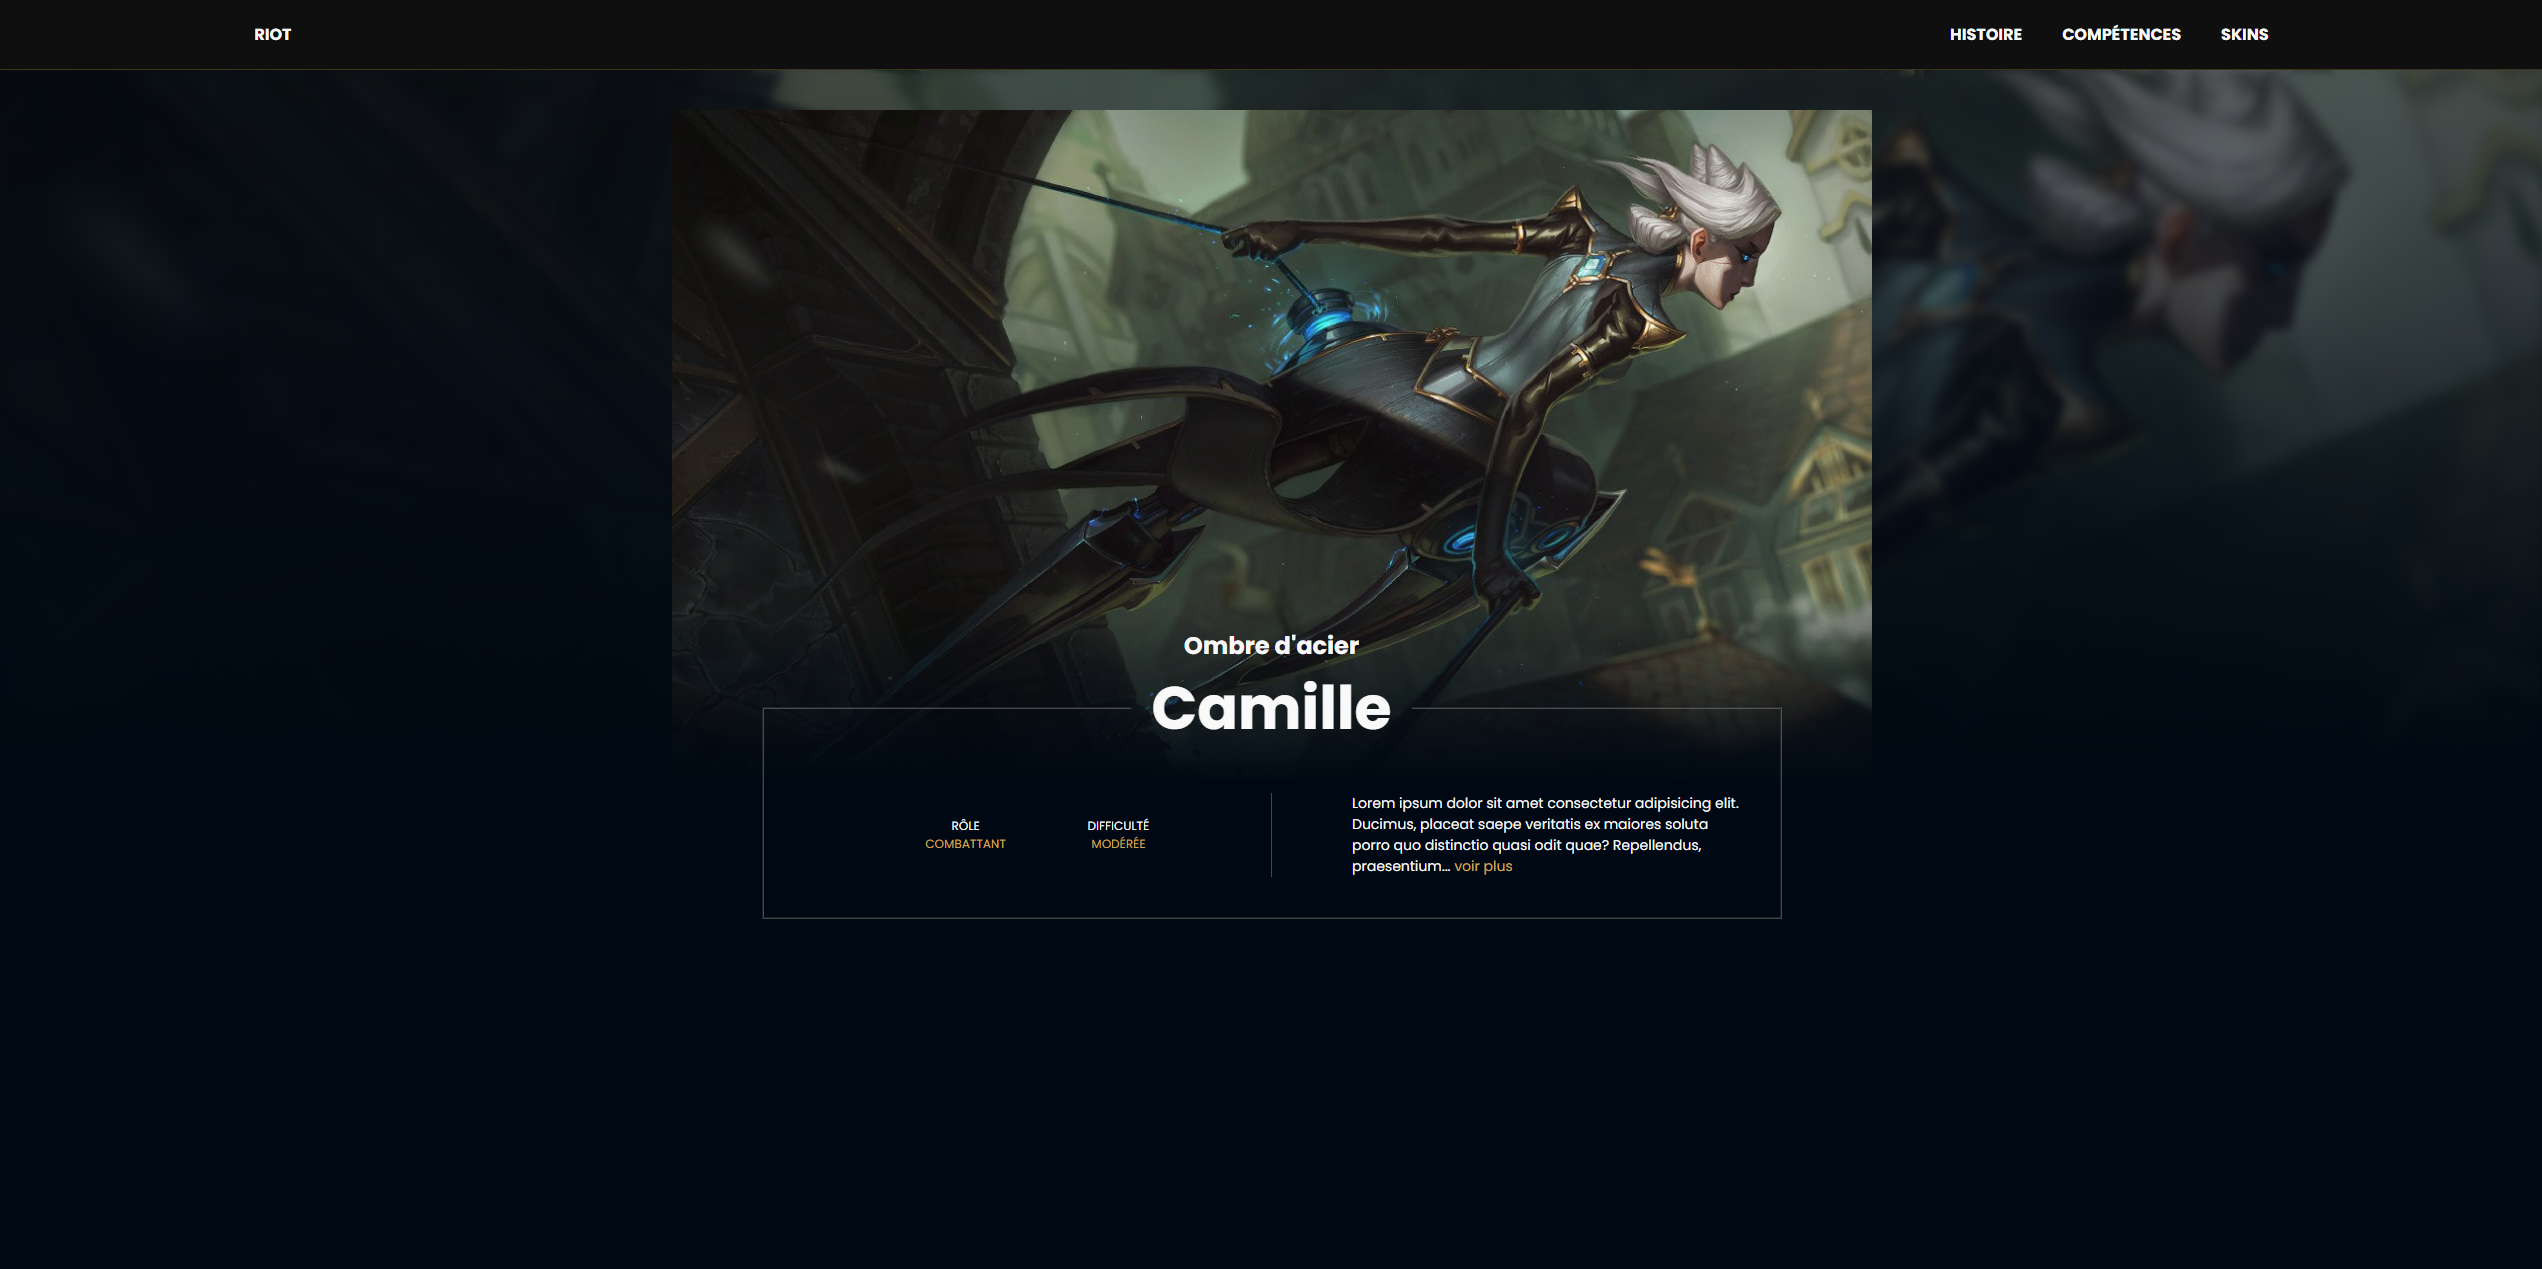 RIOT
HISTOIRE COMPÉTENCES SKINS
Ombre d'acier
Camille
RÔLE
COMBATTANT
DIFFICULTÉ
MODÉRÉE
Lorem ipsum dolor sit amet consectetur adipisicing elit.
Ducimus, placeat saepe veritatis ex maiores soluta
porro quo distinctio quasi odit quae? Repellendus,
praesentium... voir plus